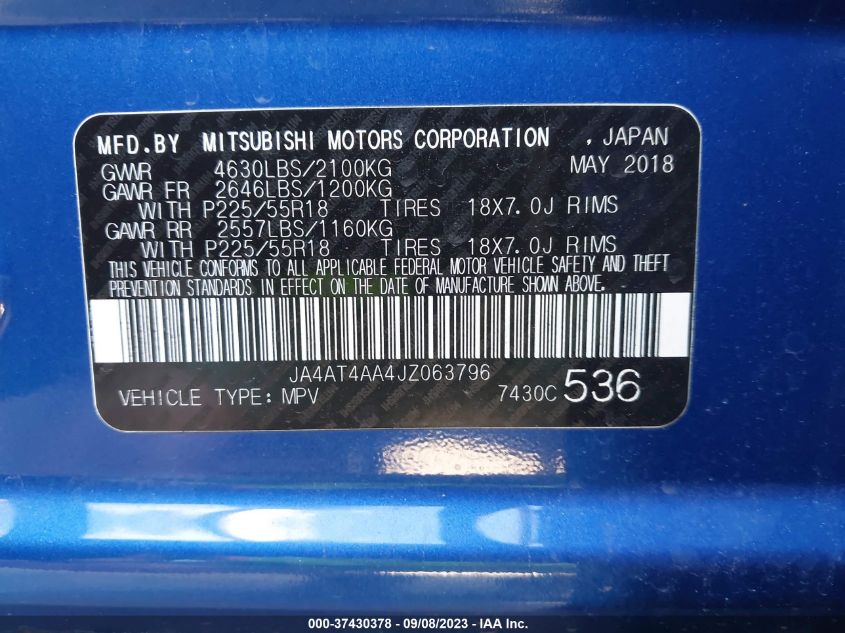 MFD.BY MITSUBISHI MOTORS CORPORATION , JAPAN
GVWR 4630LBS/2100KG MAY 2018
GAWR FR 2646LBS/1200KG
WITH P225/55R18 TIRES 18X7.0J RIMS
GAWR RR 2557LBS/1160KG
WITH P225/55R18 TIRES 18X7.0J RIMS
THIS VEHICLE CONFORMS TO ALL APPLICABLE FEDERAL MOTOR VEHICLE SAFETY AND THEFT
PREVENTION STANDARDS IN EFFECT ON THE DATE OF MANUFACTURE SHOWN ABOVE.
JA4AT4AA4JZ063796
VEHICLE TYPE: MPV 7430C 536
000-37430378 - 09/08/2023 - IAA Inc.